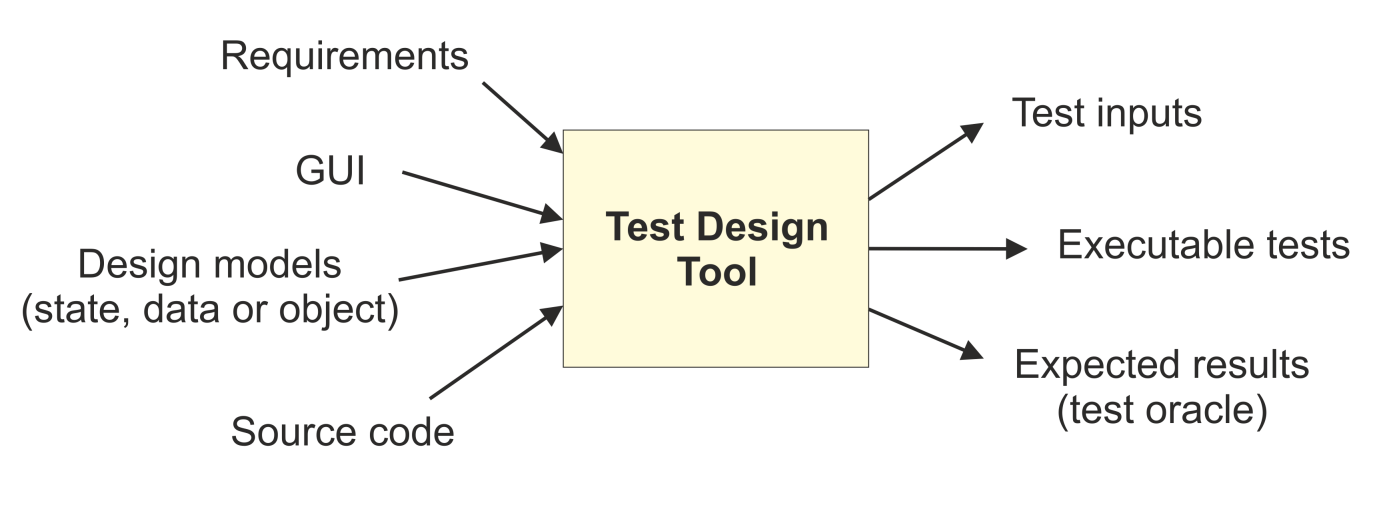 Requirements
GUI
Design models
(state, data or object)
Source code
Test Design
Tool
Test inputs
Executable tests
Expected results
(test oracle)